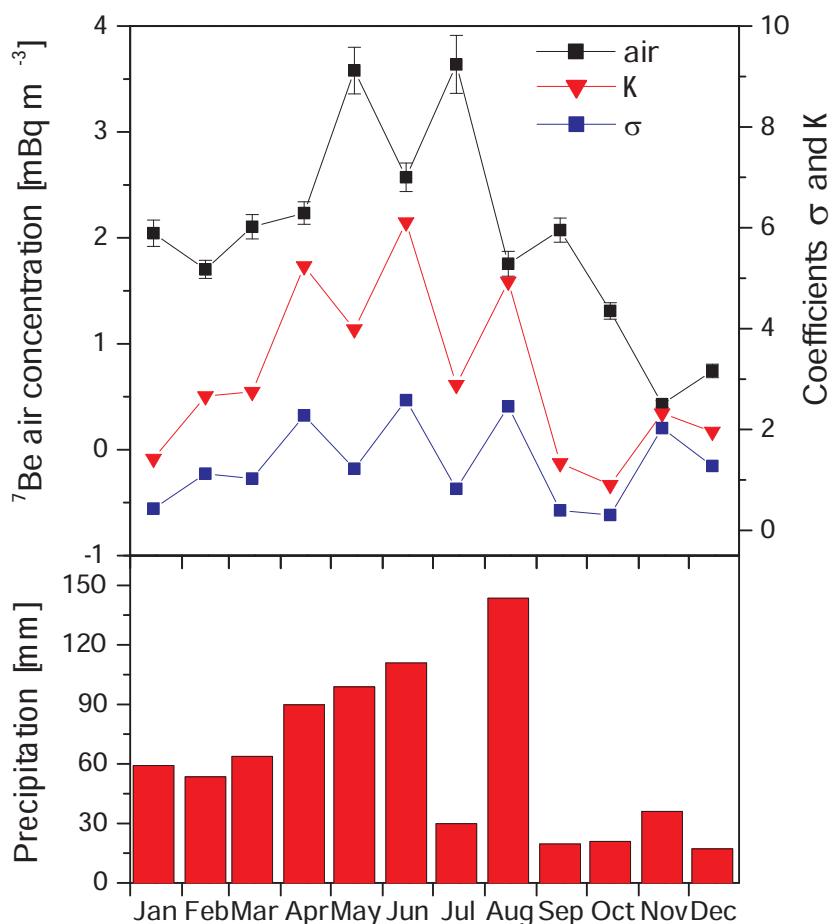 4
3
2
1
0
-1
⁷Be air concentration [mBq m⁻³]
air
K
σ
10
8
6
4
2
0
Coefficients σ and K
150
120
90
60
30
0
Precipitation [mm]
Jan Feb Mar Apr May Jun Jul Aug Sep Oct Nov Dec